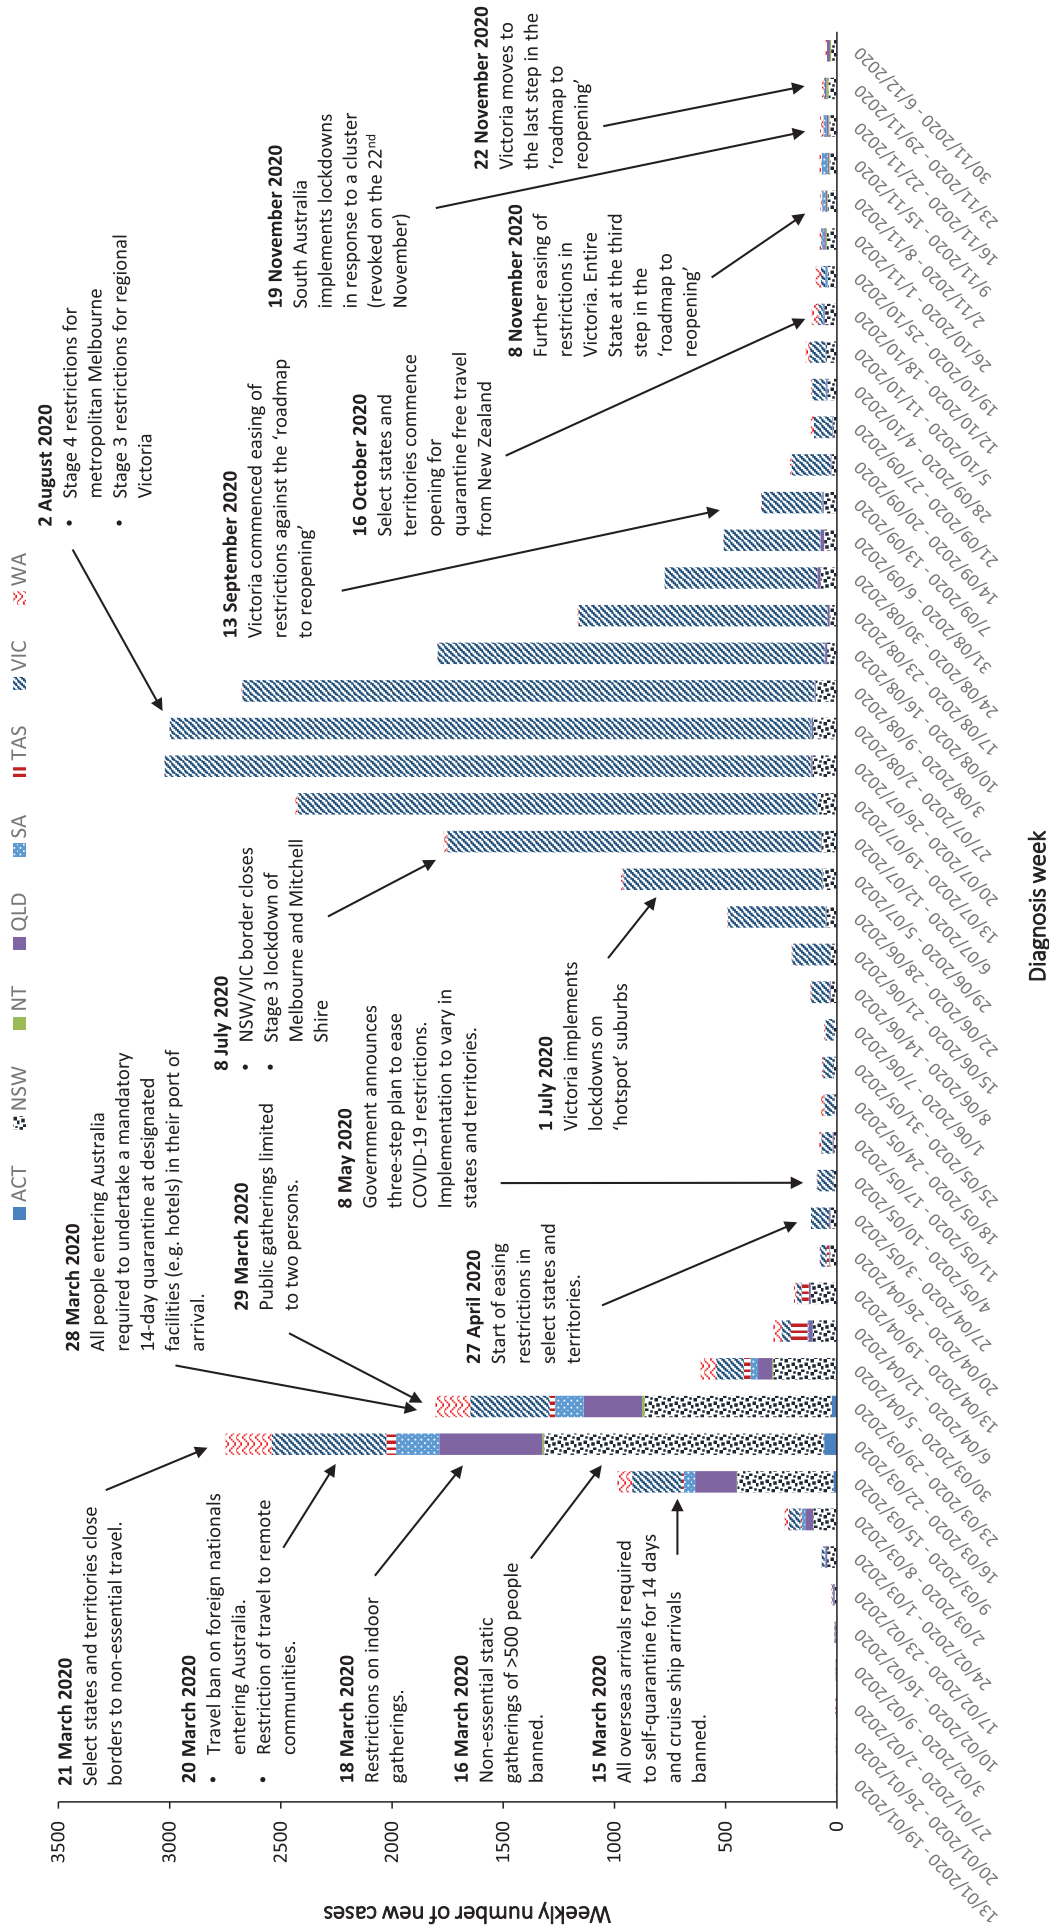 ACT NSW NT QLD SA TAS VIC WA
Weekly number of new cases
3500
3000
2500
2000
1500
1000
500
0
21 March 2020
Select states and territories close
borders to non-essential travel.
20 March 2020
• Travel ban on foreign nationals
entering Australia.
• Restriction of travel to remote
communities.
18 March 2020
Restrictions on indoor
gatherings.
16 March 2020
Non-essential static
gatherings of >500 people
banned.
15 March 2020
All overseas arrivals required
to self-quarantine for 14 days
and cruise ship arrivals
banned.
28 March 2020
All people entering Australia
required to undertake a mandatory
14-day quarantine at designated
facilities (e.g. hotels) in their port of
arrival.
29 March 2020
Public gatherings limited
to two persons.
27 April 2020
Start of easing
restrictions in
select states and
territories.
8 May 2020
Government announces
three-step plan to ease
COVID-19 restrictions.
Implementation to vary in
states and territories.
1 July 2020
Victoria implements
lockdowns on
‘hotspot’ suburbs
8 July 2020
• NSW/VIC border closes
• Stage 3 lockdown of
Melbourne and Mitchell
Shire
2 August 2020
• Stage 4 restrictions for
metropolitan Melbourne
• Stage 3 restrictions for regional
Victoria
13 September 2020
Victoria commenced easing of
restrictions against the ‘roadmap
to reopening’
16 October 2020
Select states and
territories commence
opening for
quarantine free travel
from New Zealand
8 November 2020
Further easing of
restrictions in
Victoria. Entire
State at the third
step in the
‘roadmap to
reopening’
19 November 2020
South Australia
implements lockdowns
in response to a cluster
(revoked on the 22nd
November)
22 November 2020
Victoria moves to
the last step in the
‘roadmap to
reopening’
13/01/2020 - 19/01/2020
20/01/2020 - 26/01/2020
27/01/2020 - 2/02/2020
3/02/2020 - 9/02/2020
10/02/2020 - 16/02/2020
17/02/2020 - 23/02/2020
24/02/2020 - 1/03/2020
2/03/2020 - 8/03/2020
9/03/2020 - 15/03/2020
16/03/2020 - 22/03/2020
23/03/2020 - 29/03/2020
30/03/2020 - 5/04/2020
6/04/2020 - 12/04/2020
13/04/2020 - 19/04/2020
20/04/2020 - 26/04/2020
27/04/2020 - 3/05/2020
4/05/2020 - 10/05/2020
11/05/2020 - 17/05/2020
18/05/2020 - 24/05/2020
25/05/2020 - 31/05/2020
1/06/2020 - 7/06/2020
8/06/2020 - 14/06/2020
15/06/2020 - 21/06/2020
22/06/2020 - 28/06/2020
29/06/2020 - 5/07/2020
6/07/2020 - 12/07/2020
13/07/2020 - 19/07/2020
20/07/2020 - 26/07/2020
27/07/2020 - 2/08/2020
3/08/2020 - 9/08/2020
10/08/2020 - 16/08/2020
17/08/2020 - 23/08/2020
24/08/2020 - 30/08/2020
31/08/2020 - 6/09/2020
7/09/2020 - 13/09/2020
14/09/2020 - 20/09/2020
21/09/2020 - 27/09/2020
28/09/2020 - 4/10/2020
5/10/2020 - 11/10/2020
12/10/2020 - 18/10/2020
19/10/2020 - 25/10/2020
26/10/2020 - 1/11/2020
2/11/2020 - 8/11/2020
9/11/2020 - 15/11/2020
16/11/2020 - 22/11/2020
23/11/2020 - 29/11/2020
30/11/2020 - 6/12/2020
Diagnosis week